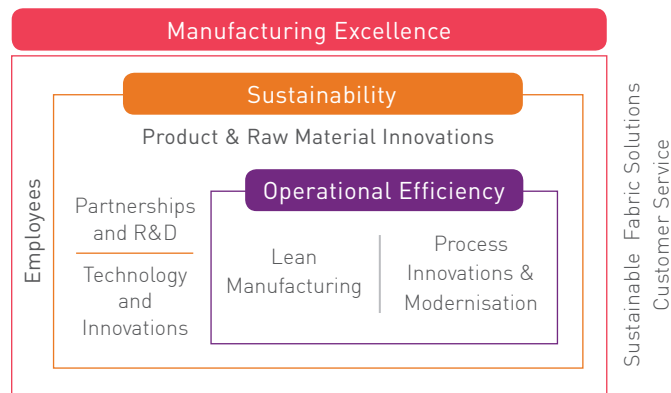 Manufacturing Excellence
Sustainability
Product & Raw Material Innovations
Operational Efficiency
Employees
Partnerships
and R&D
Technology
and
Innovations
Lean
Manufacturing
Process
Innovations &
Modernisation
Sustainable Fabric Solutions
Customer Service